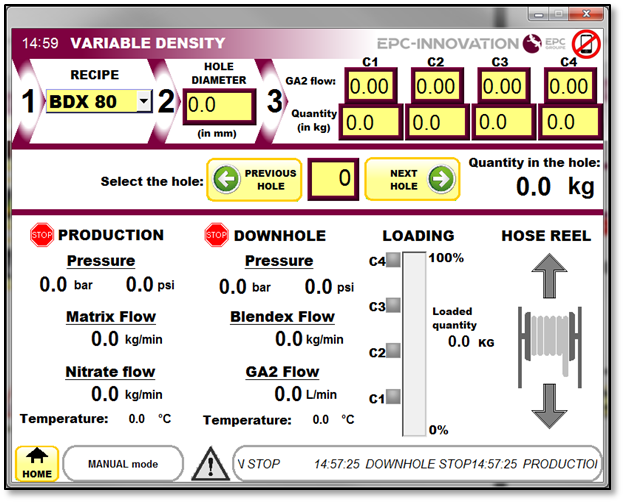 14:59 VARIABLE DENSITY EPC-INNOVATION EPC
GROUPE
1 RECIPE
BDX 80
2 HOLE
DIAMETER
0.0
(in mm)
3 C1 C2 C3 C4
GA2 flow: 0.00 0.00 0.00 0.00
Quantity
(in kg) 0.0 0.0 0.0 0.0
Select the hole: PREVIOUS
HOLE
0 NEXT
HOLE
Quantity in the hole:
0.0 kg
STOP PRODUCTION
Pressure
0.0 bar 0.0 psi
Matrix Flow
0.0 kg/min
Nitrate flow
0.0 kg/min
Temperature: 0.0 °C
STOP DOWNHOLE
Pressure
0.0 bar 0.0 psi
Blendex Flow
0.0 kg/min
GA2 Flow
0.0 L/min
Temperature: 0.0 °C
LOADING
C4 100%
C3
C2
C1
0%
Loaded
quantity
0.0 KG
HOSE REEL
HOME MANUAL mode STOP 14:57:25 DOWNHOLE STOP14:57:25 PRODUCTIO